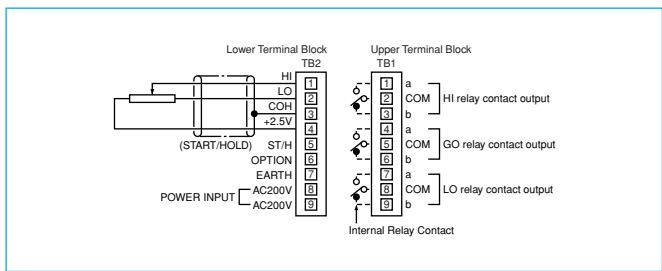 Lower Terminal Block
TB2
HI
LO
COH
+2.5V
(START/HOLD)
ST/H
OPTION
EARTH
POWER INPUT
AC200V
AC200V
1
2
3
4
5
6
7
8
9
Upper Terminal Block
TB1
1 a
2 COM HI relay contact output
3 b
4 a
5 COM GO relay contact output
6 b
7 a
8 COM LO relay contact output
9 b
Internal Relay Contact